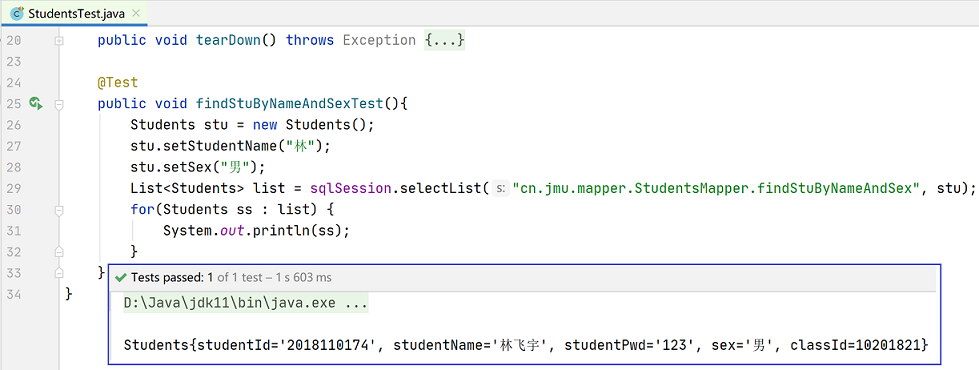 StudentsTest.java
20 public void tearDown() throws Exception {...}
23
24 @Test
25 public void findStuByNameAndSexTest(){
26 Students stu = new Students();
27 stu.setStudentName("林");
28 stu.setSex("男");
29 List<Students> list = sqlSession.selectList( s: "cn.jmu.mapper.StudentsMapper.findStuByNameAndSex", stu);
30 for(Students ss : list) {
31 System.out.println(ss);
32 }
33 }
Tests passed: 1 of 1 test – 1 s 603 ms
34 }
D:\Java\jdk11\bin\java.exe ...
Students{studentId='2018110174', studentName='林飞宇', studentPwd='123', sex='男', classId=10201821}